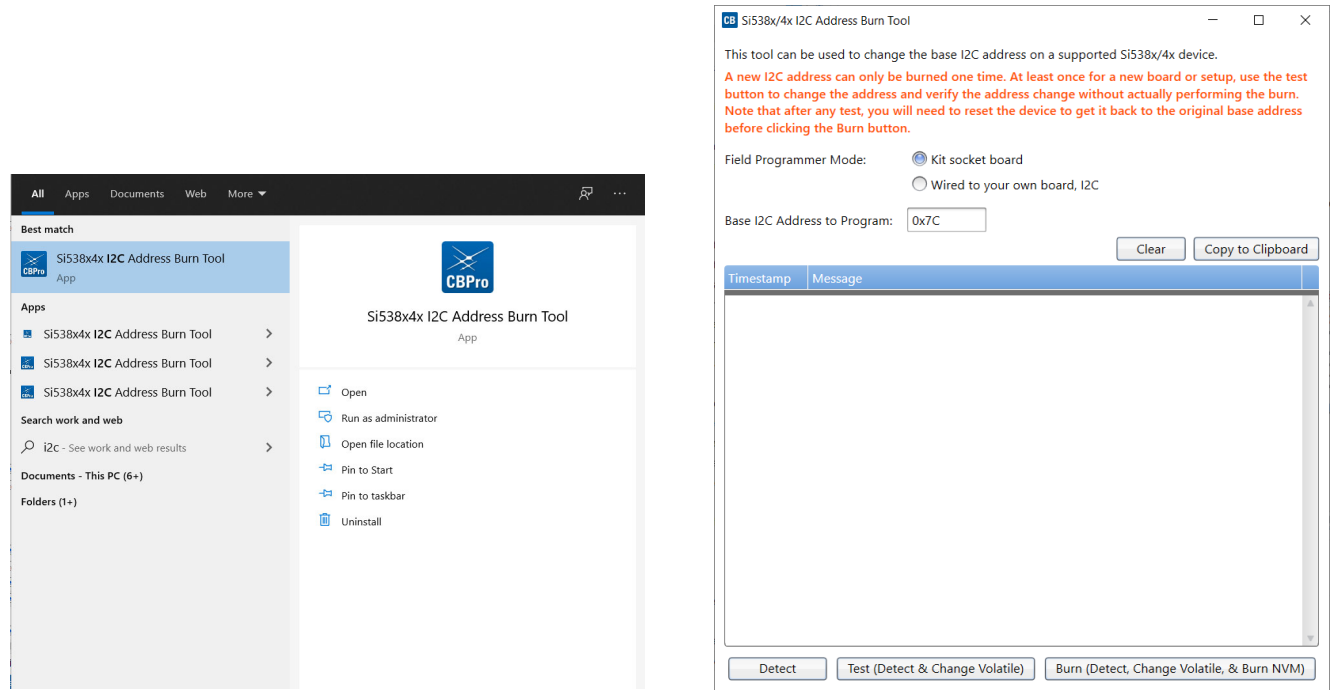 All Apps Documents Web More
Best match
Si538x4x I2C Address Burn Tool
App
CBPro
Apps
Si538x4x I2C Address Burn Tool
Si538x4x I2C Address Burn Tool
Si538x4x I2C Address Burn Tool
Search work and web
i2c - See work and web results
Documents - This PC (6+)
Folders (1+)
CBPro
Si538x4x I2C Address Burn Tool
App
Open
Run as administrator
Open file location
Pin to Start
Pin to taskbar
Uninstall
CB Si538x/4x I2C Address Burn Tool
This tool can be used to change the base I2C address on a supported Si538x/4x device.
A new I2C address can only be burned one time. At least once for a new board or setup, use the test
button to change the address and verify the address change without actually performing the burn.
Note that after any test, you will need to reset the device to get it back to the original base address
before clicking the Burn button.
Field Programmer Mode: Kit socket board
Wired to your own board, I2C
Base I2C Address to Program: 0x7C
Clear Copy to Clipboard
Timestamp Message
Detect Test (Detect & Change Volatile) Burn (Detect, Change Volatile, & Burn NVM)